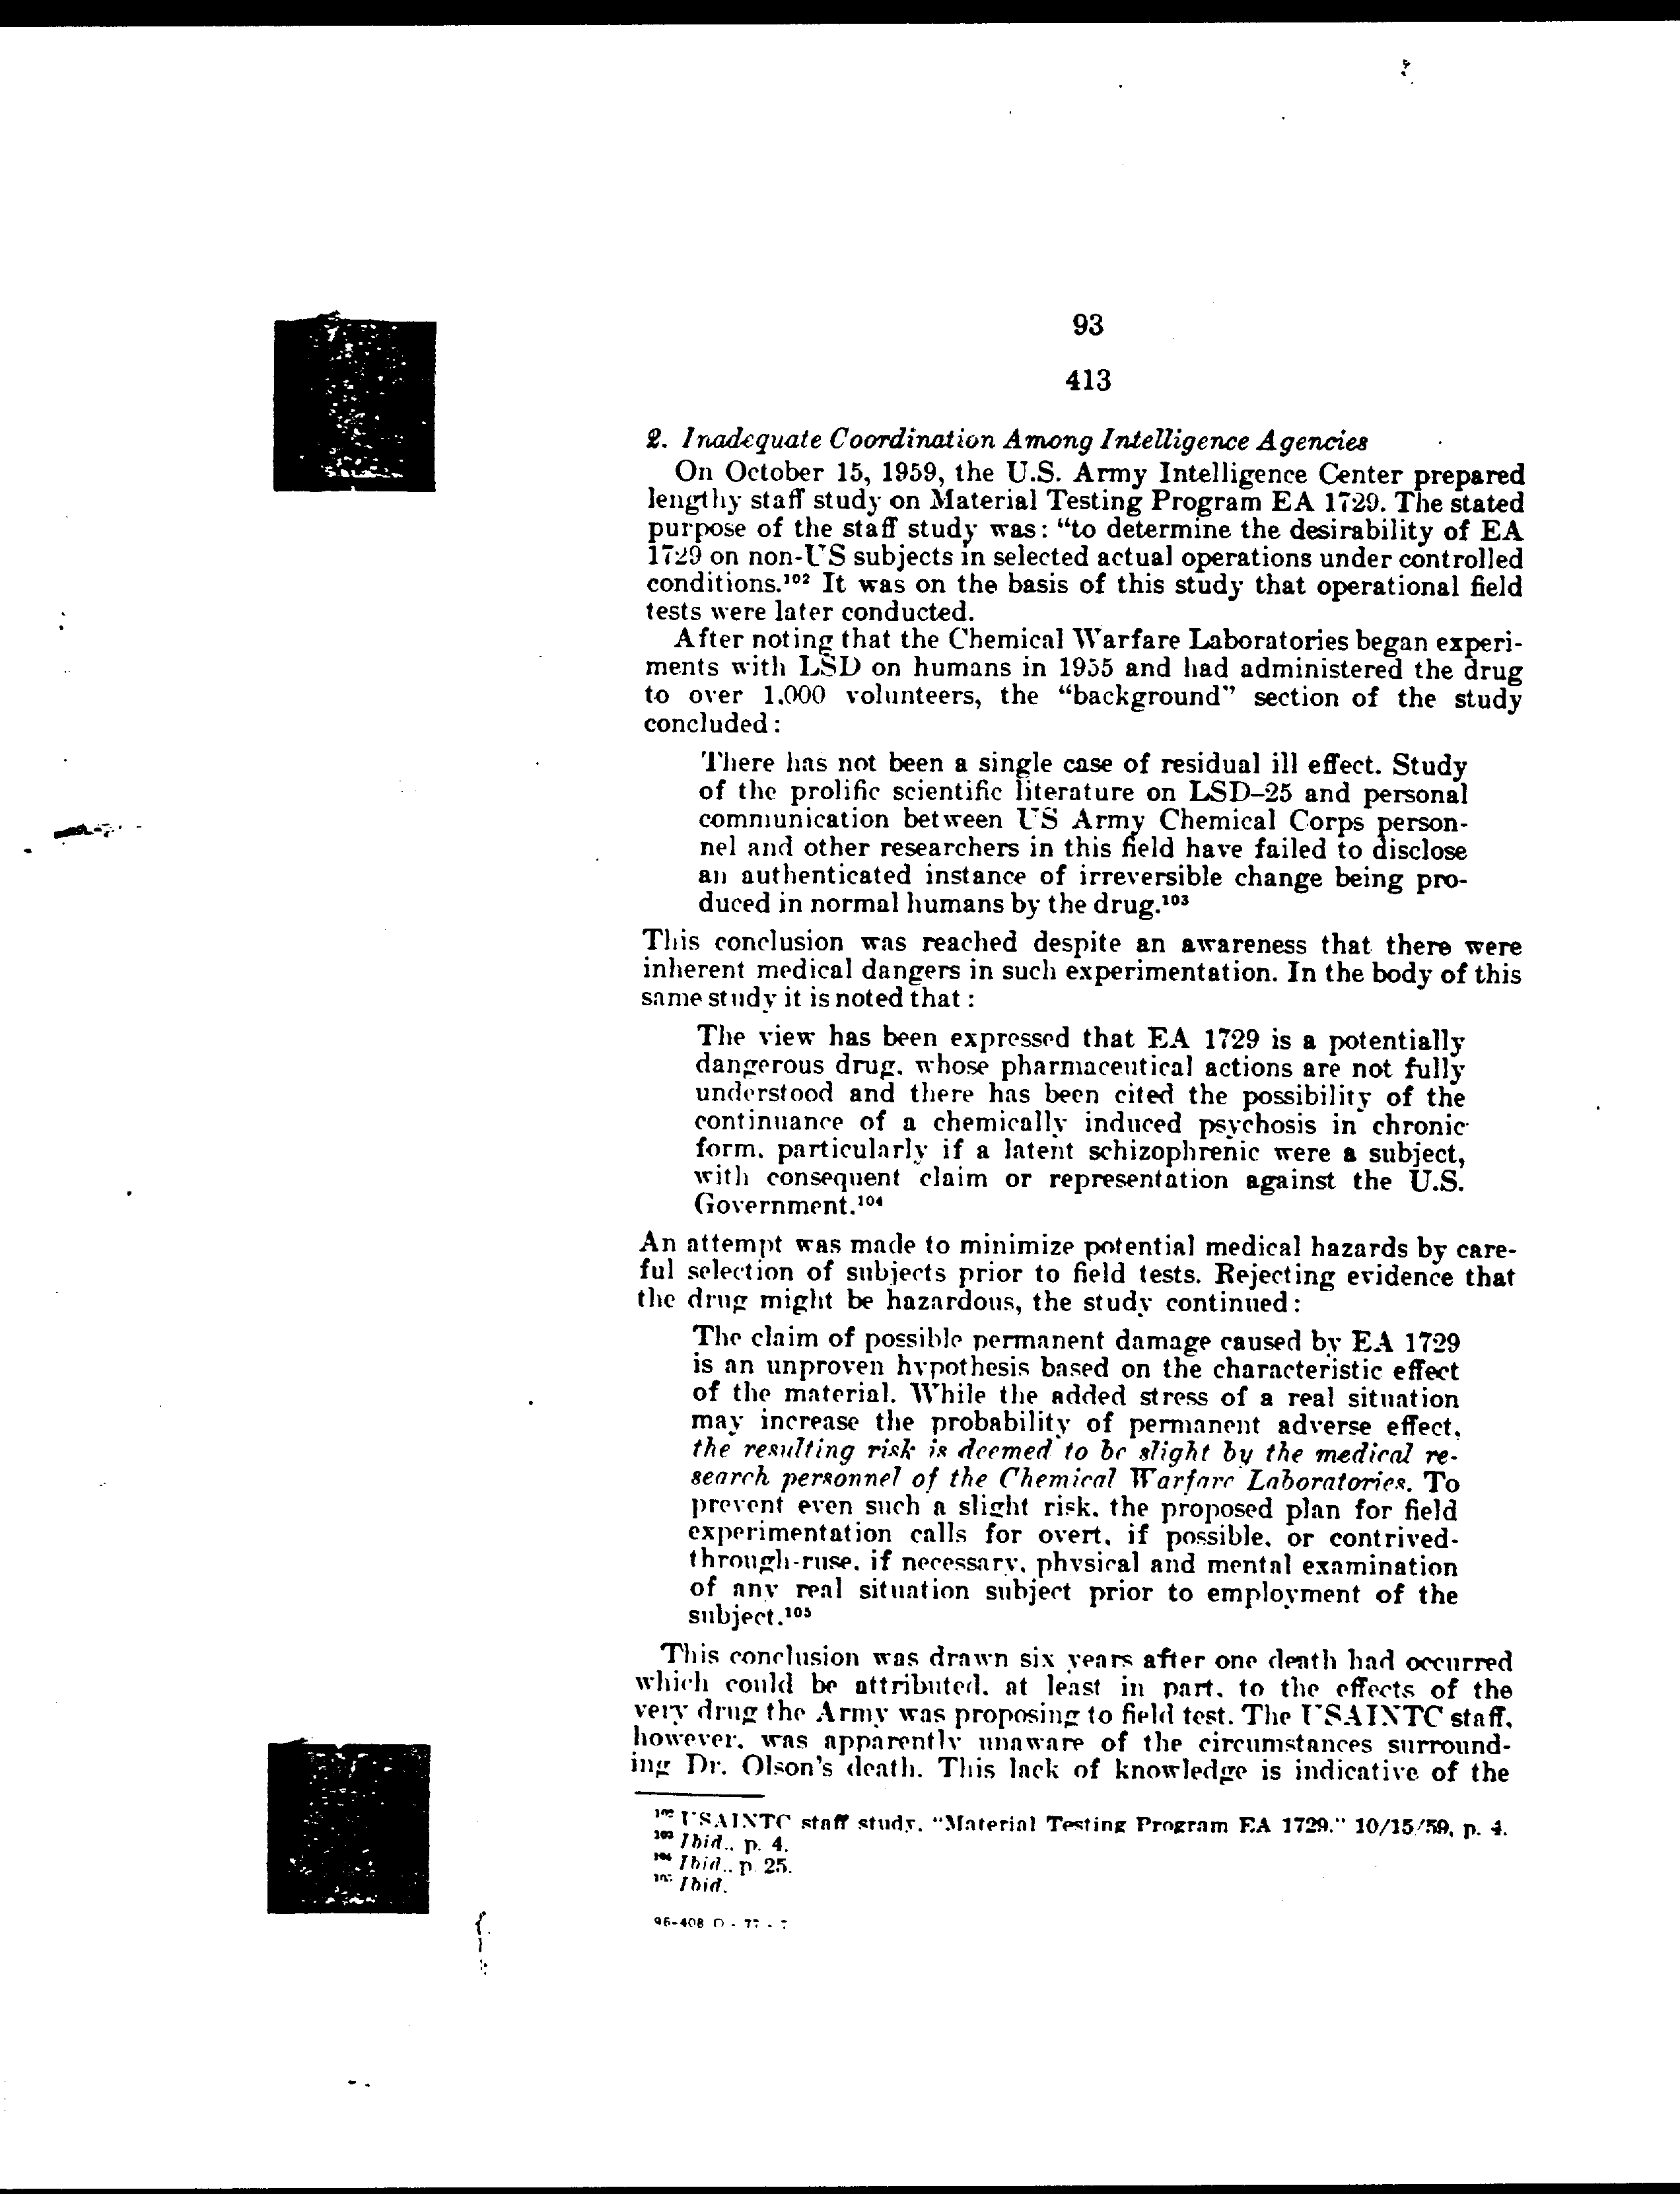 93
413
2. Inadequate Coordination Among Intelligence Agencies
On October 15, 1959, the U.S. Army Intelligence Center prepared
lengthy staff study on Material Testing Program EA 1729. The stated
purpose of the staff study was: “to determine the desirability of EA
1729 on non-US subjects in selected actual operations under controlled
conditions.¹⁰² It was on the basis of this study that operational field
tests were later conducted.
After noting that the Chemical Warfare Laboratories began experi-
ments with LSD on humans in 1955 and had administered the drug
to over 1,000 volunteers, the “background” section of the study
concluded:
There has not been a single case of residual ill effect. Study
of the prolific scientific literature on LSD–25 and personal
communication between US Army Chemical Corps person-
nel and other researchers in this field have failed to disclose
an authenticated instance of irreversible change being pro-
duced in normal humans by the drug.¹⁰³
This conclusion was reached despite an awareness that there were
inherent medical dangers in such experimentation. In the body of this
same study it is noted that:
The view has been expressed that EA 1729 is a potentially
dangerous drug, whose pharmaceutical actions are not fully
understood and there has been cited the possibility of the
continuance of a chemically induced psychosis in chronic
form, particularly if a latent schizophrenic were a subject,
with consequent claim or representation against the U.S.
Government.¹⁰⁴
An attempt was made to minimize potential medical hazards by care-
ful selection of subjects prior to field tests. Rejecting evidence that
the drug might be hazardous, the study continued:
The claim of possible permanent damage caused by EA 1729
is an unproven hypothesis based on the characteristic effect
of the material. While the added stress of a real situation
may increase the probability of permanent adverse effect,
the resulting risk is deemed to be slight by the medical re-
search personnel of the Chemical Warfare Laboratories. To
prevent even such a slight risk, the proposed plan for field
experimentation calls for overt, if possible, or contrived-
through-ruse, if necessary, physical and mental examination
of any real situation subject prior to employment of the
subject.¹⁰⁵
This conclusion was drawn six years after one death had occurred
which could be attributed, at least in part, to the effects of the
very drug the Army was proposing to field test. The USAINTC staff,
however, was apparently unaware of the circumstances surround-
ing Dr. Olson's death. This lack of knowledge is indicative of the
¹⁰² USAINTC staff study, “Material Testing Program EA 1729,” 10/15/59, p. 4.
¹⁰³ Ibid., p. 4.
¹⁰⁴ Ibid., p. 25.
¹⁰⁵ Ibid.
96-408 O - 77 - 7